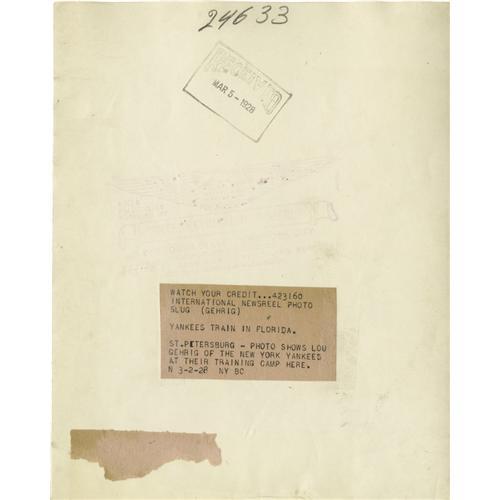 24633
RECEIVED
MAR 5 - 1928
WATCH YOUR CREDIT...423160
INTERNATIONAL NEWSREEL PHOTO
SLUG (GEHRIG)
YANKEES TRAIN IN FLORIDA.
ST.PETERSBURG - PHOTO SHOWS LOU
GEHRIG OF THE NEW YORK YANKEES
AT THEIR TRAINING CAMP HERE.
N 3-2-28 NY BC